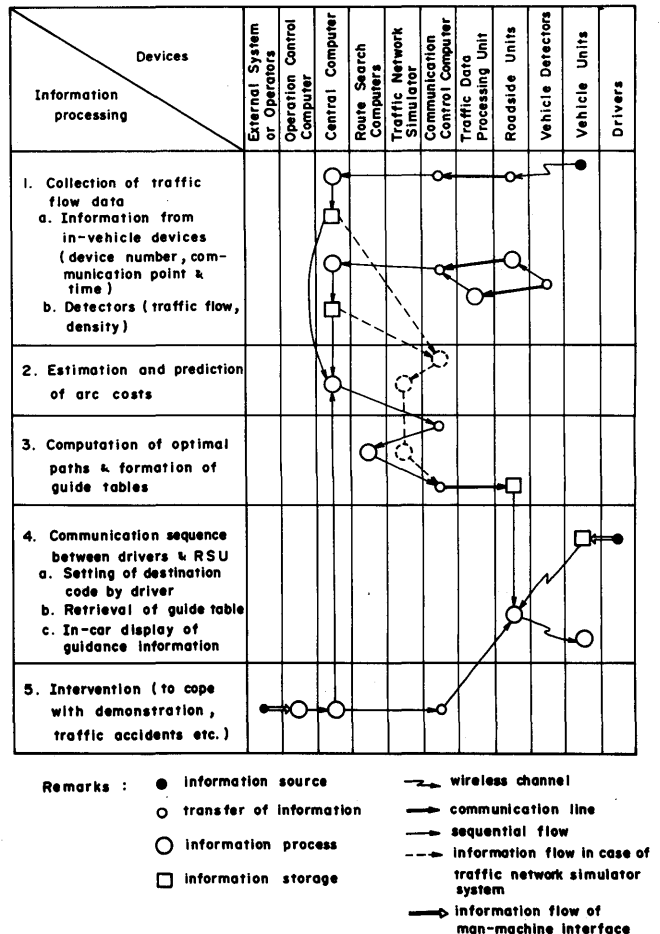 Devices
Information
processing
External System
or Operators
Operation Control
Computer
Central Computer
Route Search
Computers
Traffic Network
Simulator
Communication
Control Computer
Traffic Data
Processing Unit
Roadside Units
Vehicle Detectors
Vehicle Units
Drivers
1. Collection of traffic
flow data
a. Information from
in-vehicle devices
(device number, com-
munication point &
time)
b. Detectors (traffic flow,
density)
2. Estimation and prediction
of arc costs
3. Computation of optimal
paths & formation of
guide tables
4. Communication sequence
between drivers & RSU
a. Setting of destination
code by driver
b. Retrieval of guide table
c. In-car display of
guidance information
5. Intervention (to cope
with demonstration,
traffic accidents etc.)
Remarks :
information source
transfer of information
information process
information storage
wireless channel
communication line
sequential flow
information flow in case of
traffic network simulator
system
information flow of
man-machine interface